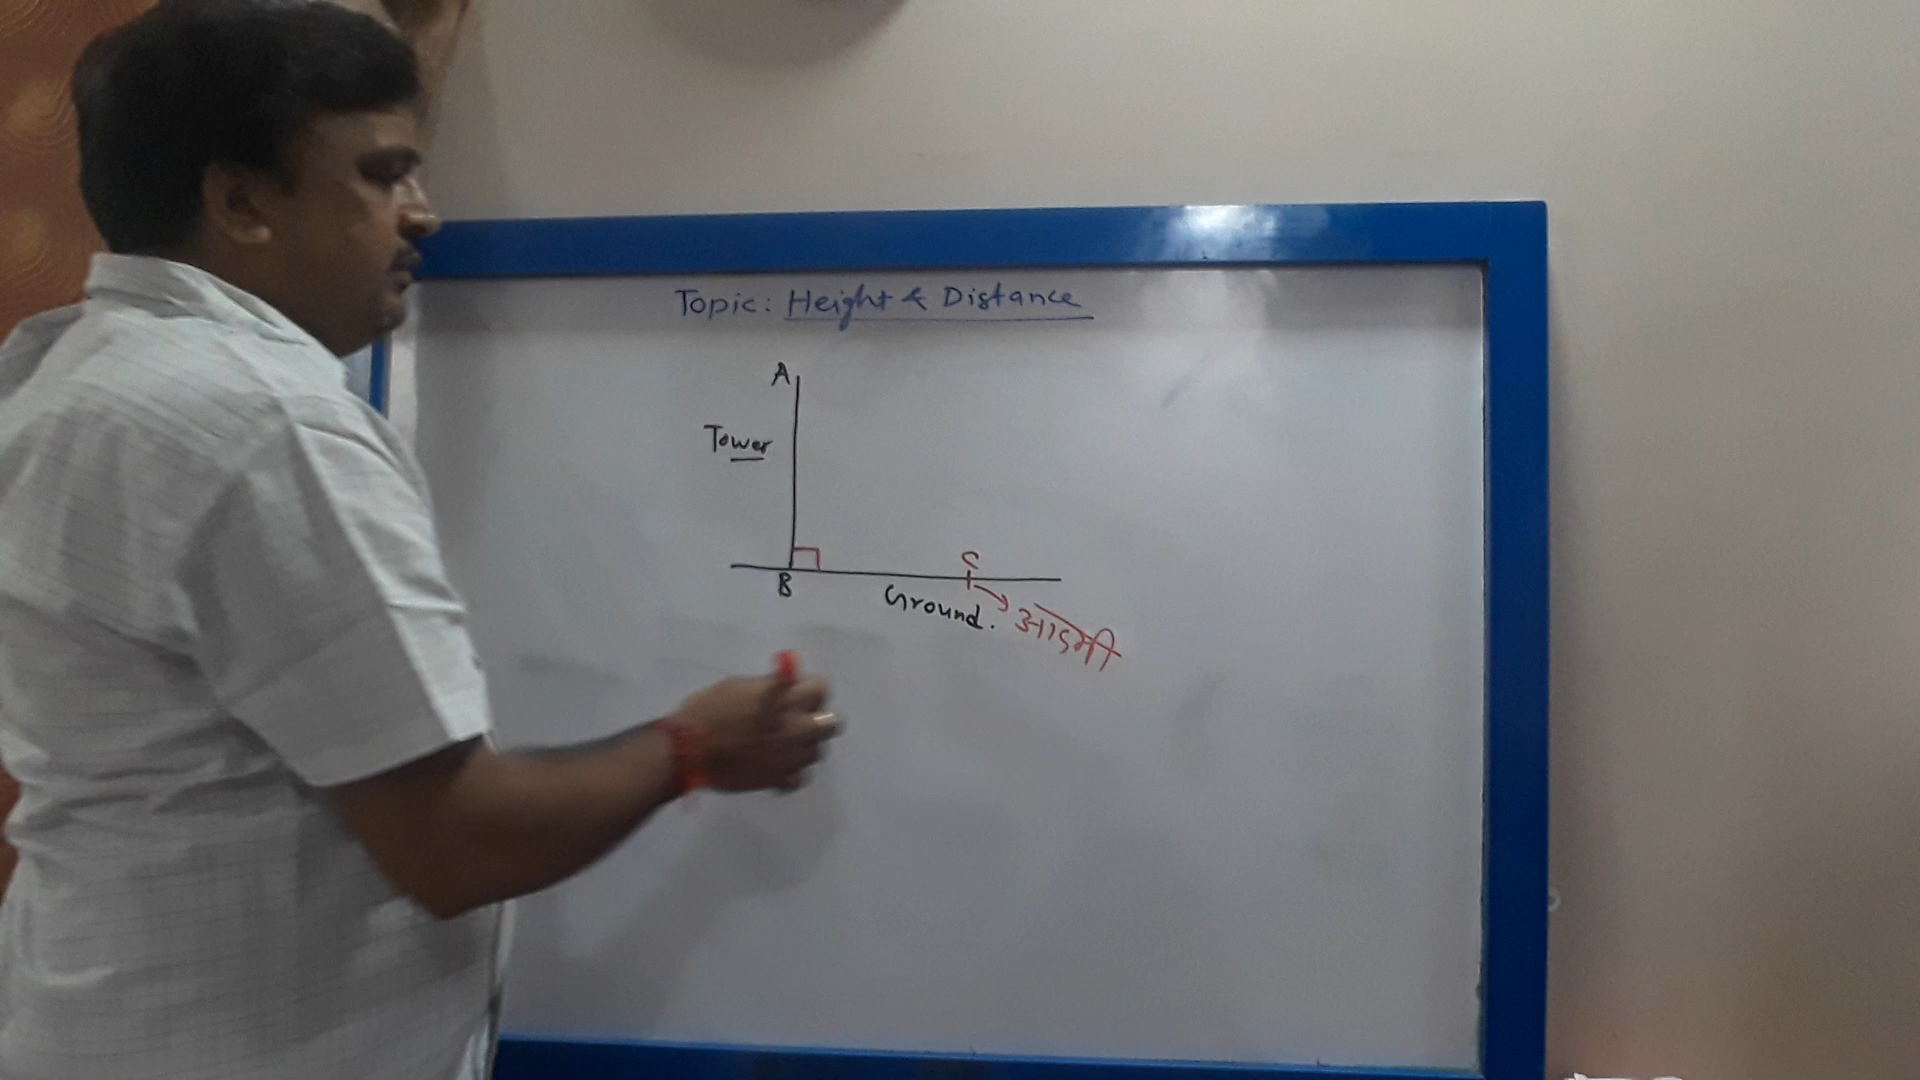 Topic: Height & Distance
A
Tower
C
B
Ground.
आदमी